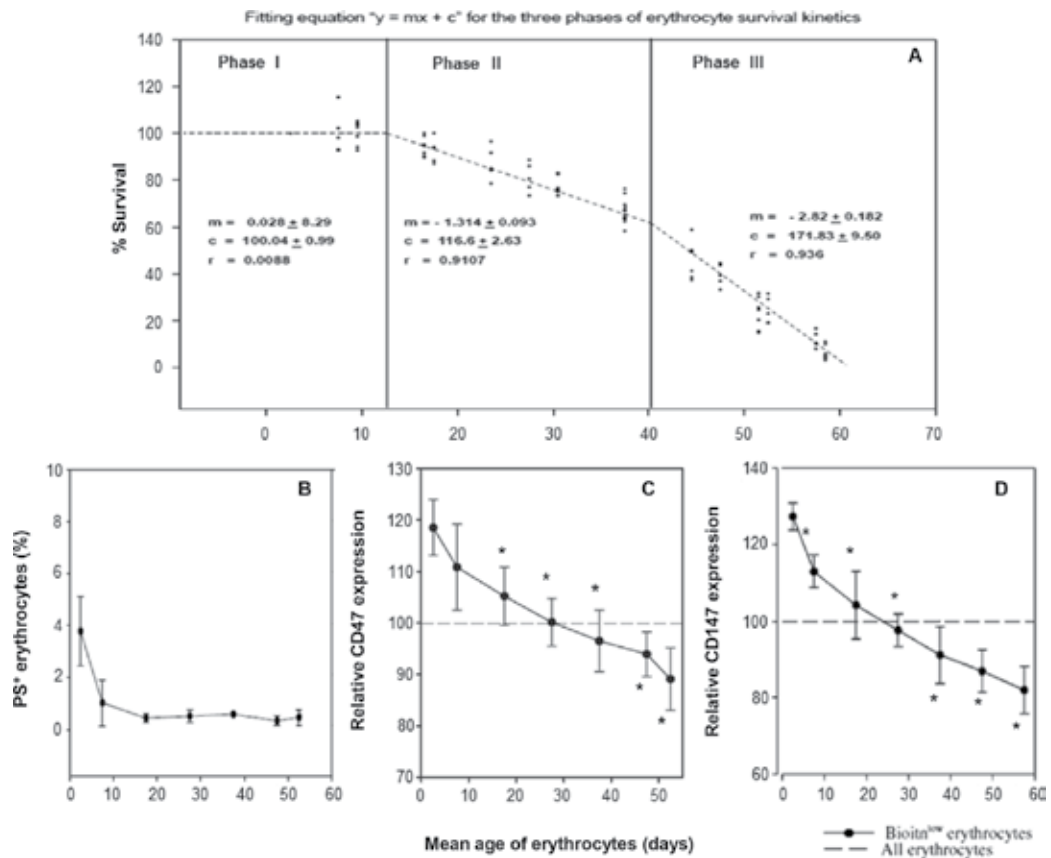 Fitting equation "y = mx + c" for the three phases of erythrocyte survival kinetics
140
120
100
80
60
40
20
0
% Survival
Phase I
Phase II
Phase III
A
m = 0.028 ± 8.29
c = 100.04 ± 0.99
r = 0.0088
m = - 1.314 ± 0.093
c = 116.6 ± 2.63
r = 0.9107
m = - 2.82 ± 0.182
c = 171.83 ± 9.50
r = 0.936
0 10 20 30 40 50 60 70
B
PS⁺ erythrocytes (%)
10
8
6
4
2
0
0 10 20 30 40 50 60
C
Relative CD47 expression
130
120
110
100
90
80
70
* * *
* *
0 10 20 30 40 50
D
Relative CD147 expression
140
120
100
80
60
* * *
* * *
0 10 20 30 40 50 60
Mean age of erythrocytes (days)
Bioitnˡᵒʷ erythrocytes
All erythrocytes